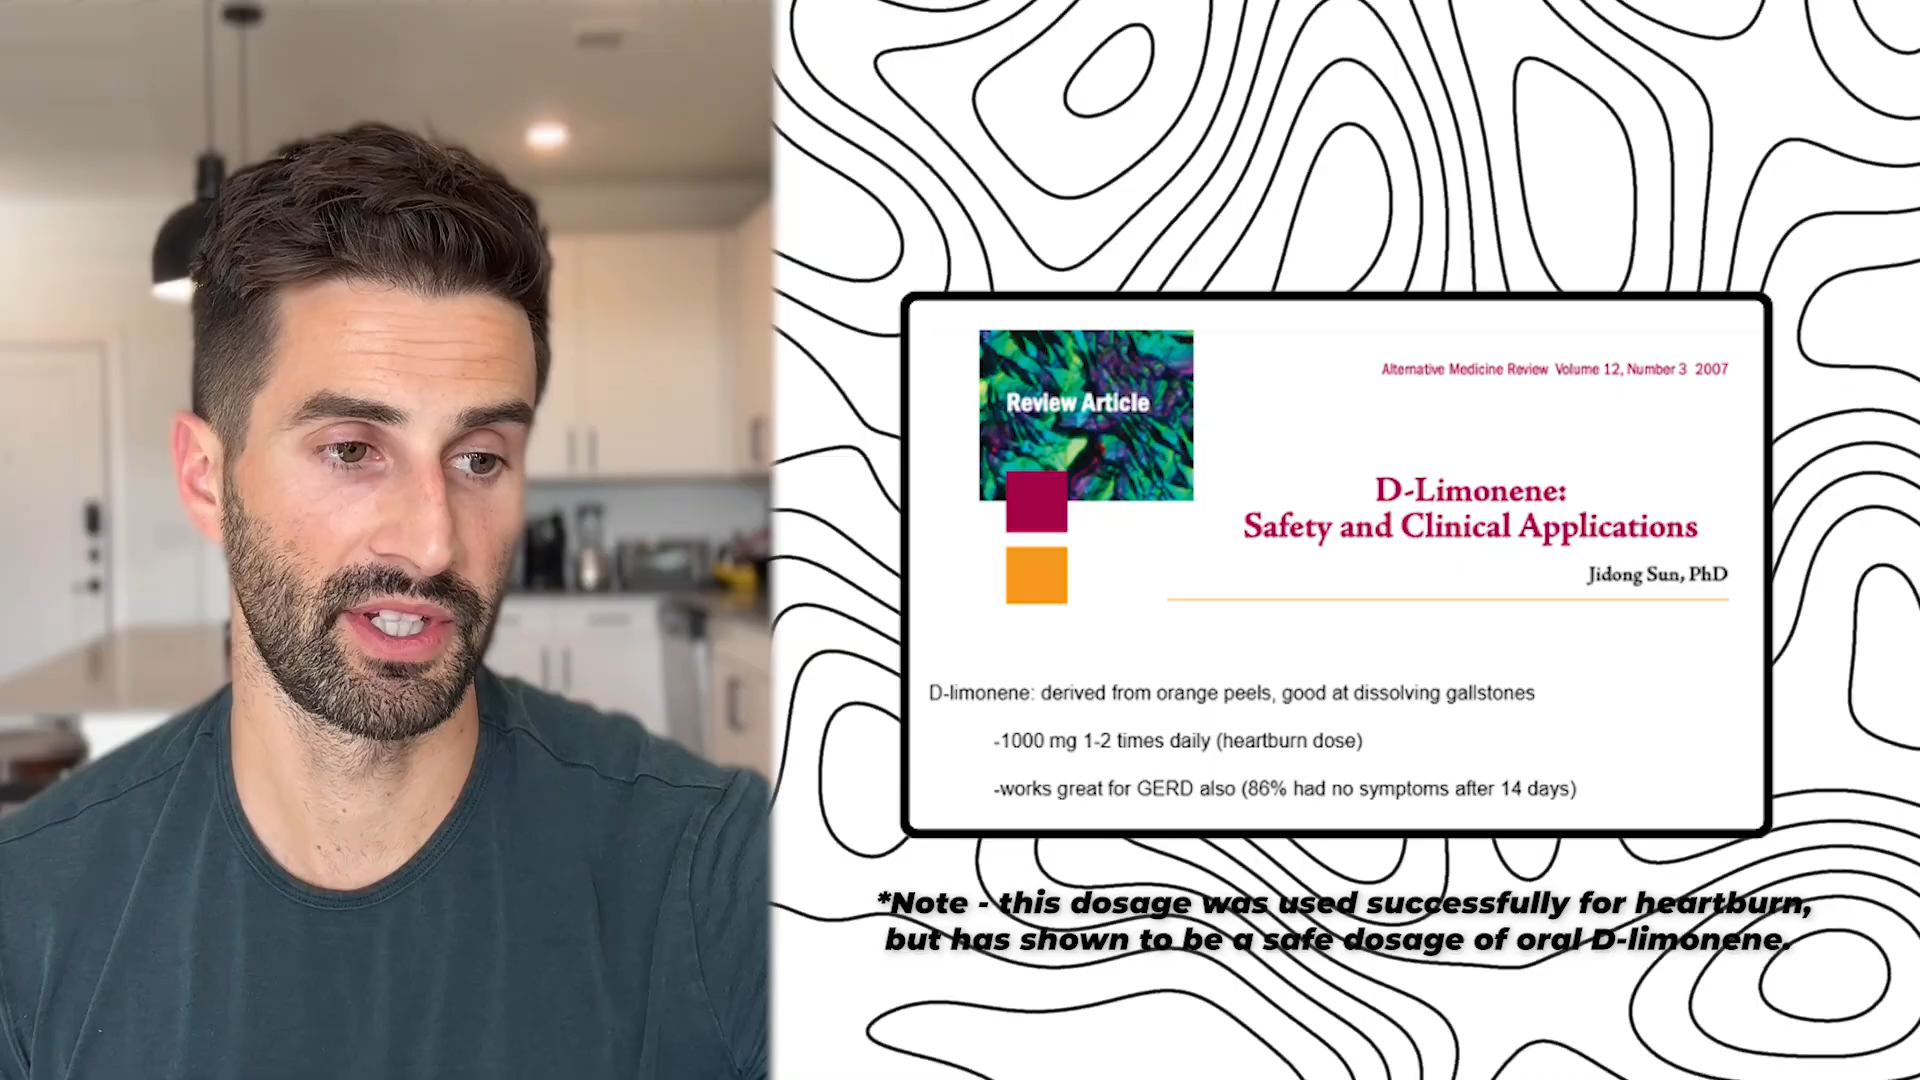 Review Article
Alternative Medicine Review Volume 12, Number 3 2007
D-Limonene:
Safety and Clinical Applications
Jidong Sun, PhD
D-limonene: derived from orange peels, good at dissolving gallstones
-1000 mg 1-2 times daily (heartburn dose)
-works great for GERD also (86% had no symptoms after 14 days)
*Note - this dosage was used successfully for heartburn,
but has shown to be a safe dosage of oral D-limonene.